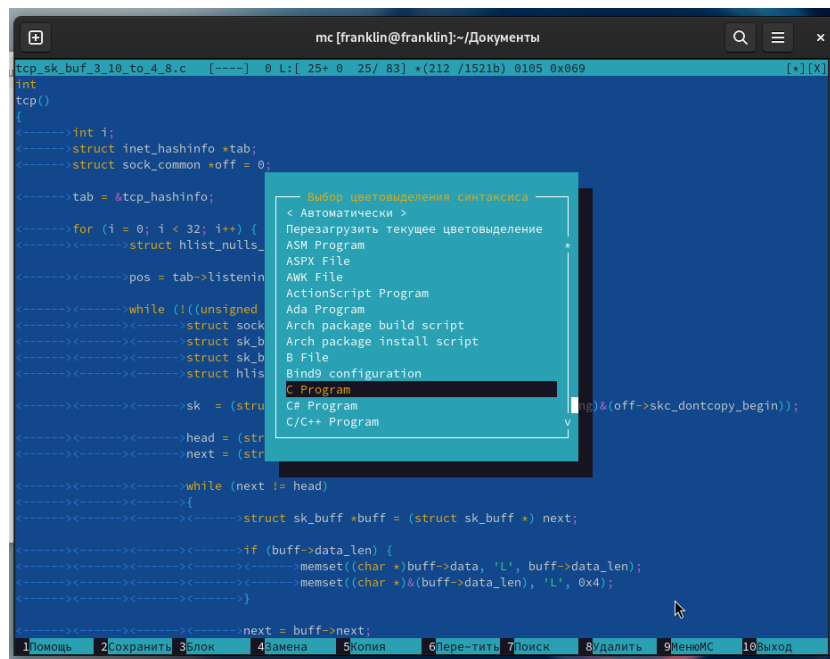 mc [franklin@franklin]:~/Документы
tcp_sk_buf_3_10_to_4_8.c [----] 0 L:[ 25+ 0 25/ 83] *(212 /1521b) 0105 0x069 [*][X]
int
tcp()
{
<------>int i;
<------>struct inet_hashinfo *tab;
<------>struct sock_common *off = 0;
<------>tab = &tcp_hashinfo;
<------>for (i = 0; i < 32; i++) {
<------><------>struct hlist_nulls_
<------><------>pos = tab->listenin
<------><------>while (!((unsigned
<------><------><------>struct sock
<------><------><------>struct sk_b
<------><------><------>struct sk_b
<------><------><------>struct hlis
<------><------><------>sk = (stru ng)&(off->skc_dontcopy_begin));
<------><------><------>head = (str
<------><------><------>next = (str
<------><------><------>while (next != head)
<------><------><------>{
<------><------><------><------>struct sk_buff *buff = (struct sk_buff *) next;
<------><------><------><------>if (buff->data_len) {
<------><------><------><------><------>memset((char *)buff->data, 'L', buff->data_len);
<------><------><------><------><------>memset((char *)&(buff->data_len), 'L', 0x4);
<------><------><------><------>}
<------><------><------><------>next = buff->next;
Выбор цветовыделения синтаксиса
< Автоматически >
Перезагрузить текущее цветовыделение
ASM Program
ASPX File
AWK File
ActionScript Program
Ada Program
Arch package build script
Arch package install script
B File
Bind9 configuration
C Program
C# Program
C/C++ Program
1Помощь 2Сохранить 3Блок 4Замена 5Копия 6Пере~тить 7Поиск 8Удалить 9МенюMC 10Выход